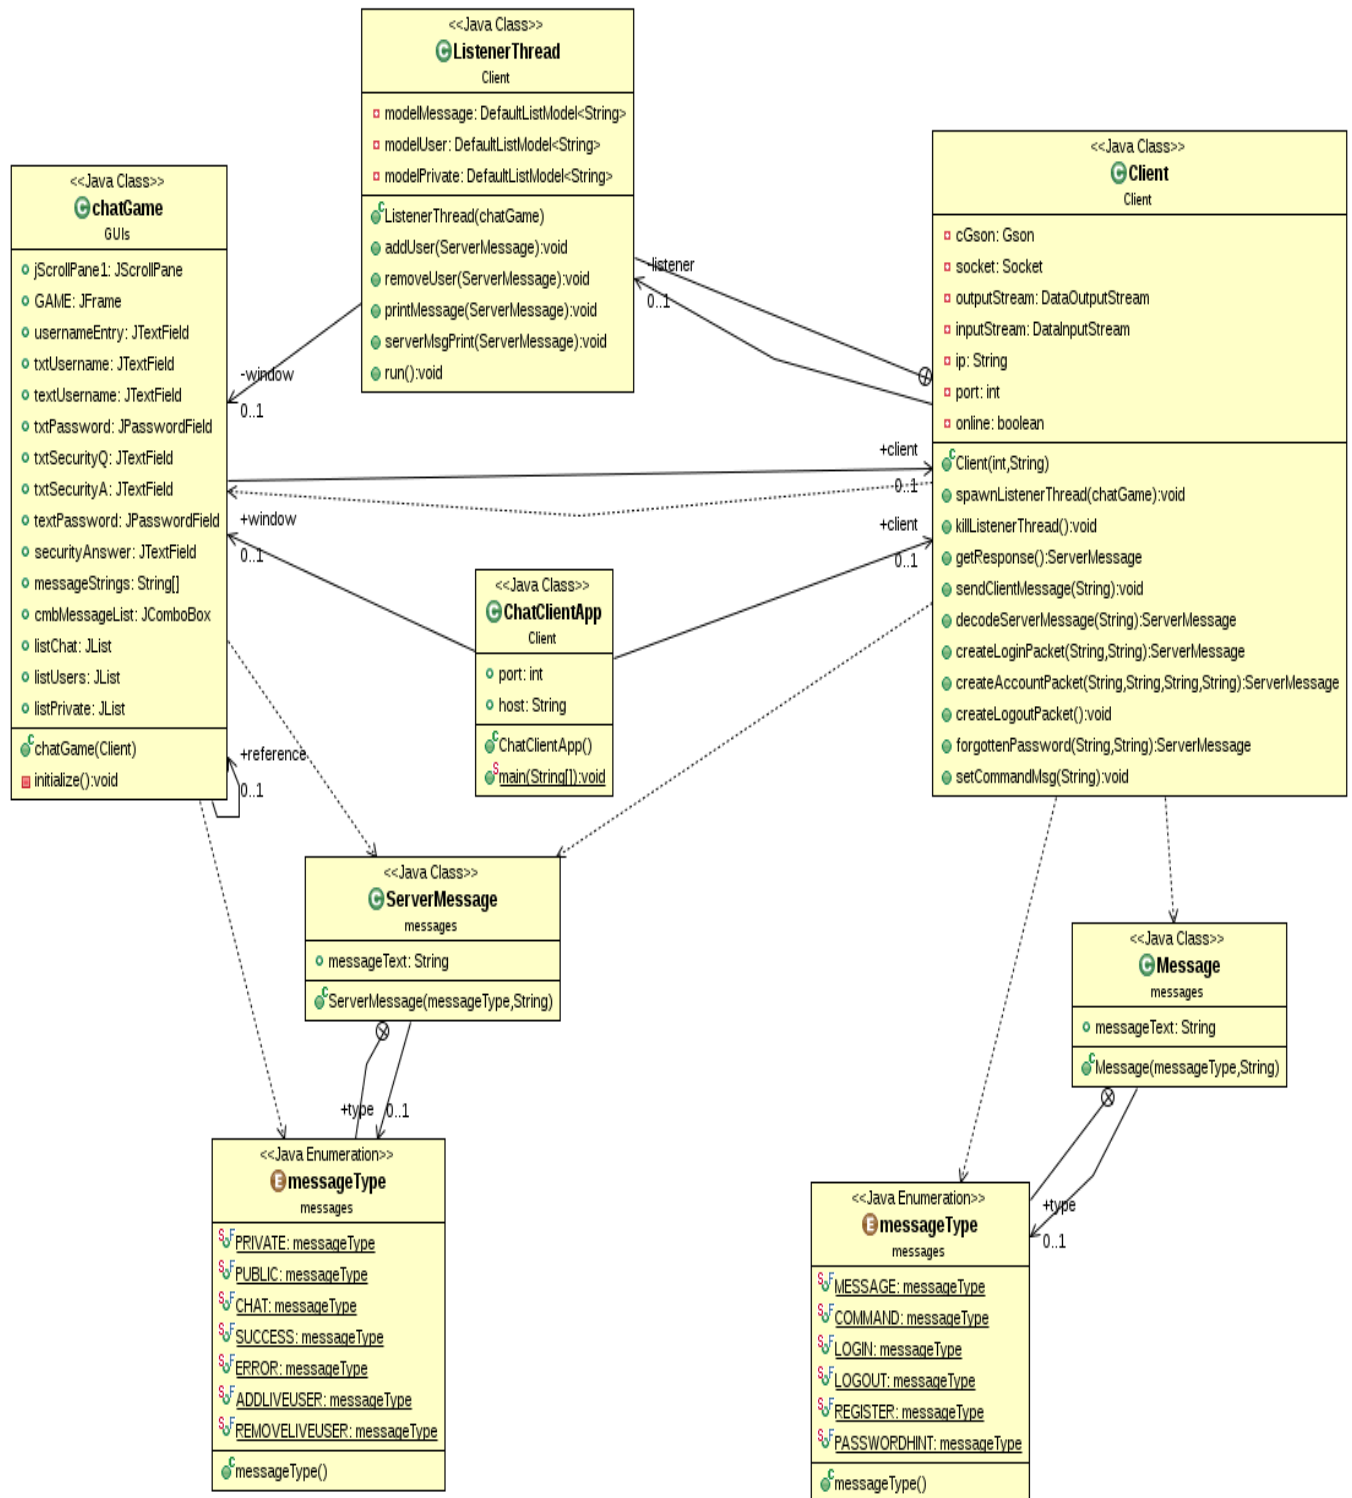 <<Java Class>>
ListenerThread
Client
modelMessage: DefaultListModel<String>
modelUser: DefaultListModel<String>
modelPrivate: DefaultListModel<String>
ListenerThread(chatGame)
addUser(ServerMessage):void
removeUser(ServerMessage):void
printMessage(ServerMessage):void
serverMsgPrint(ServerMessage):void
run():void
<<Java Class>>
Client
Client
cGson: Gson
socket: Socket
outputStream: DataOutputStream
inputStream: DataInputStream
ip: String
port: int
online: boolean
Client(int,String)
spawnListenerThread(chatGame):void
killListenerThread():void
getResponse():ServerMessage
sendClientMessage(String):void
decodeServerMessage(String):ServerMessage
createLoginPacket(String,String):ServerMessage
createAccountPacket(String,String,String,String):ServerMessage
createLogoutPacket():void
forgottenPassword(String,String):ServerMessage
setCommandMsg(String):void
<<Java Class>>
chatGame
GUIs
jScrollPane1: JScrollPane
GAME: JFrame
usernameEntry: JTextField
txtUsername: JTextField
textUsername: JTextField
txtPassword: JPasswordField
txtSecurityQ: JTextField
txtSecurityA: JTextField
textPassword: JPasswordField
securityAnswer: JTextField
messageStrings: String[]
cmbMessageList: JComboBox
listChat: JList
listUsers: JList
listPrivate: JList
chatGame(Client)
initialize():void
-listener
0..1
-window
0..1
+client
0..1
+window
0..1
+client
0..1
+reference
0..1
<<Java Class>>
ChatClientApp
Client
port: int
host: String
ChatClientApp()
main(String[]):void
<<Java Class>>
ServerMessage
messages
messageText: String
ServerMessage(messageType,String)
+type
0..1
<<Java Class>>
Message
messages
messageText: String
Message(messageType,String)
+type
0..1
<<Java Enumeration>>
messageType
messages
PRIVATE: messageType
PUBLIC: messageType
CHAT: messageType
SUCCESS: messageType
ERROR: messageType
ADDLIVEUSER: messageType
REMOVELIVEUSER: messageType
messageType()
<<Java Enumeration>>
messageType
messages
MESSAGE: messageType
COMMAND: messageType
LOGIN: messageType
LOGOUT: messageType
REGISTER: messageType
PASSWORDHINT: messageType
messageType()